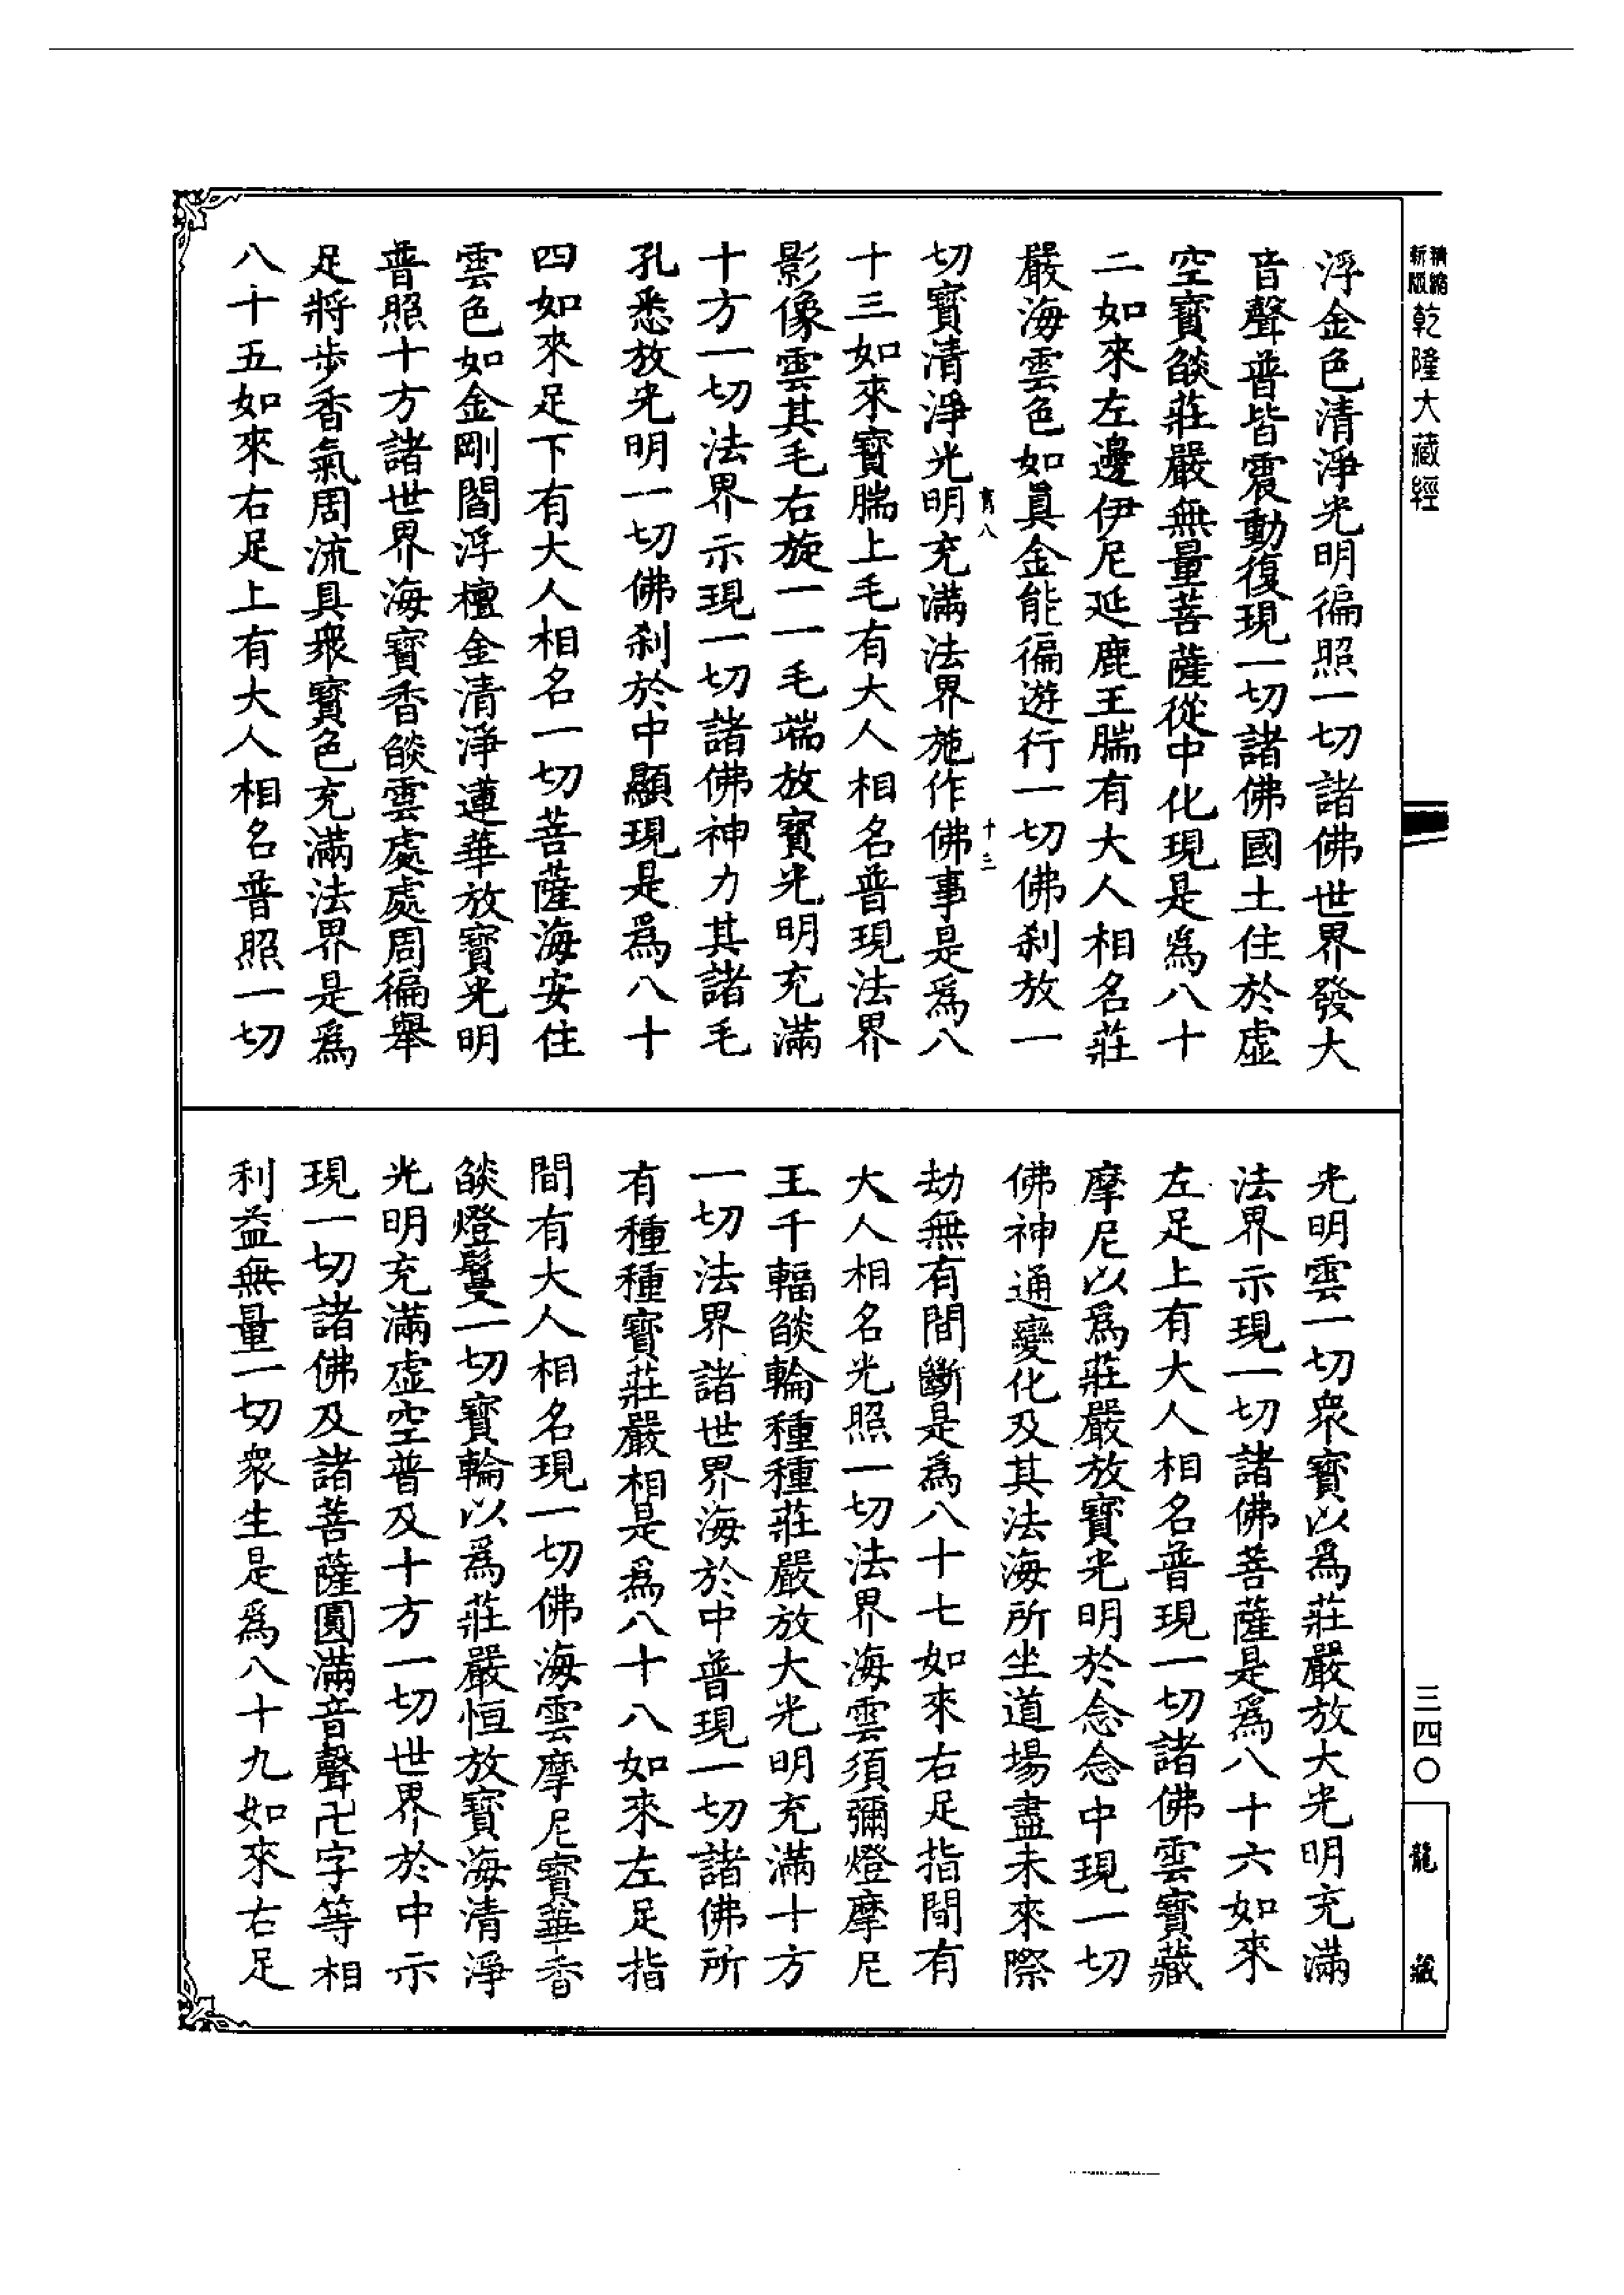 精縮新版乾隆大藏經
浮金色清淨光明徧照一切諸佛世界發大
音聲普皆震動復現一切諸佛國土住於虛
空寶燄莊嚴無量菩薩從中化現是爲八十
二如來左邊伊尼延鹿王腨有大人相名莊
嚴海雲色如眞金能徧遊行一切佛刹放一
切寶清淨光明充滿法界施作佛事是爲八
十三如來寶腨上毛有大人相名普現法界
影像雲其毛右旋一一毛端放寶光明充滿
十方一切法界示現一切諸佛神力其諸毛
孔悉放光明一切佛刹於中顯現是爲八十
四如來足下有大人相名一切菩薩海安住
雲色如金剛閻浮檀金清淨蓮華放寶光明
普照十方諸世界海寶香燄雲處處周徧舉
足將步香氣周流具衆寶色充滿法界是爲
八十五如來右足上有大人相名普照一切
光明雲一切衆寶以爲莊嚴放大光明充滿
法界示現一切諸佛菩薩是爲八十六如來
左足上有大人相名普現一切諸佛雲寶藏
摩尼以爲莊嚴放寶光明於念念中現一切
佛神通變化及其法海所坐道場盡未來際
劫無有間斷是爲八十七如來右足指間有
大人相名光照一切法界海雲須彌燈摩尼
王千輻燄輪種種莊嚴放大光明充滿十方
一切法界諸世界海於中普現一切諸佛所
有種種寶莊嚴相是爲八十八如來左足指
間有大人相名現一切佛海雲摩尼寶華香
燄燈鬘一切寶輪以爲莊嚴恒放寶海清淨
光明充滿虛空普及十方一切世界於中示
現一切諸佛及諸菩薩圓滿音聲卍字等相
利益無量一切衆生是爲八十九如來右足
八
十三
三四〇
龍藏